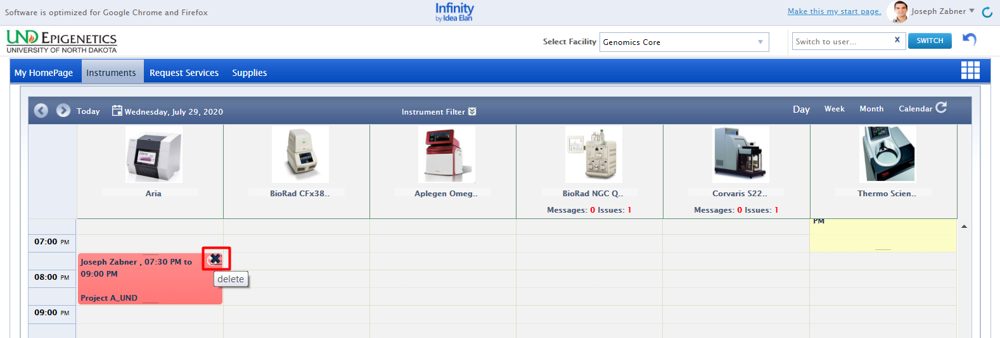 Software is optimized for Google Chrome and Firefox
Infinity
by Idea Elan
Make this my start page.
Joseph Zabner
UND EPIGENETICS
UNIVERSITY OF NORTH DAKOTA
Select Facility
Genomics Core
Switch to user...
x
SWITCH
My HomePage
Instruments
Request Services
Supplies
Today
Wednesday, July 29, 2020
Instrument Filter
Day
Week
Month
Calendar
Aria
BioRad CFx38..
Aplegen Omeg..
BioRad NGC Q..
Corvaris S22..
Thermo Scien..
Messages: 0 Issues: 1
Messages: 0 Issues: 1
PM
07:00 PM
Joseph Zabner , 07:30 PM to
09:00 PM
delete
08:00 PM
Project A_UND
09:00 PM